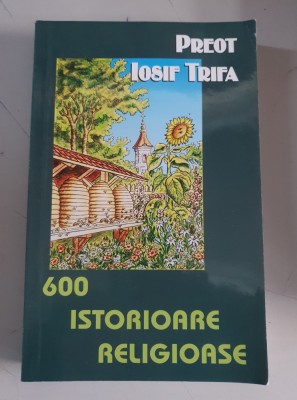 PREOT
IOSIF TRIFA
600
ISTORIOARE
RELIGIOASE